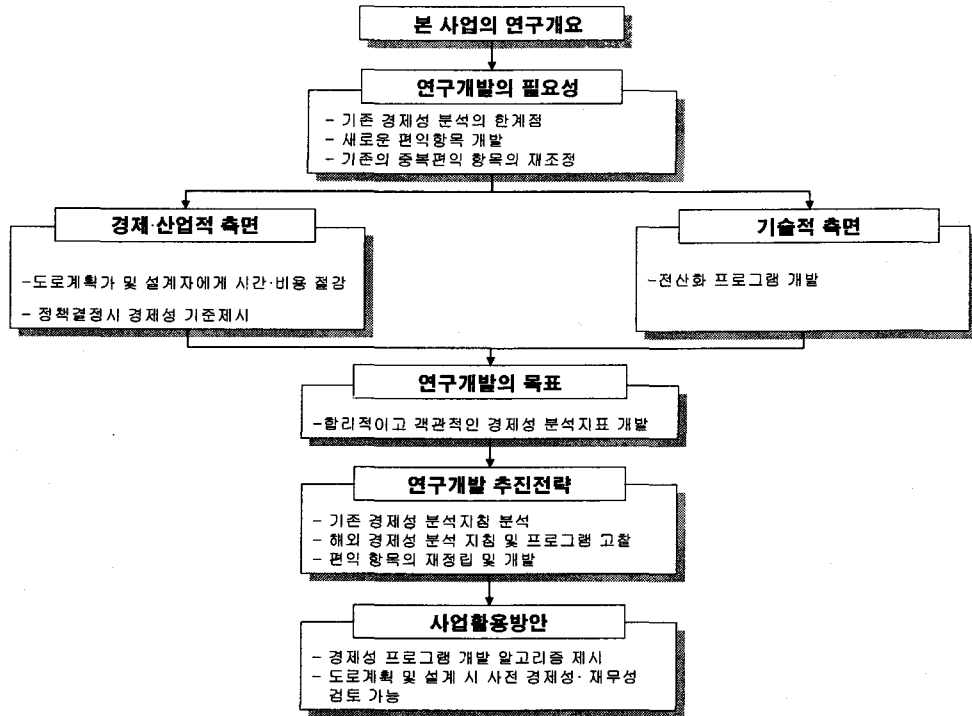 본 사업의 연구개요
연구개발의 필요성
- 기존 경제성 분석의 한계점
- 새로운 편익항목 개발
- 기존의 중복편익 항목의 재조정
경제·산업적 측면
-도로계획가 및 설계자에게 시간·비용 절강
- 정책결정시 경제성 기준제시
기술적 측면
-전산화 프로그램 개발
연구개발의 목표
-합리적이고 객관적인 경제성 분석지표 개발
연구개발 추진전략
- 기존 경제성 분석지침 분석
- 해외 경제성 분석 지침 및 프로그램 고찰
- 편익 항목의 재정립 및 개발
사업활용방안
- 경제성 프로그램 개발 알고리즘 제시
- 도로계획 및 설계 시 사전 경제성· 재무성
검토 가능